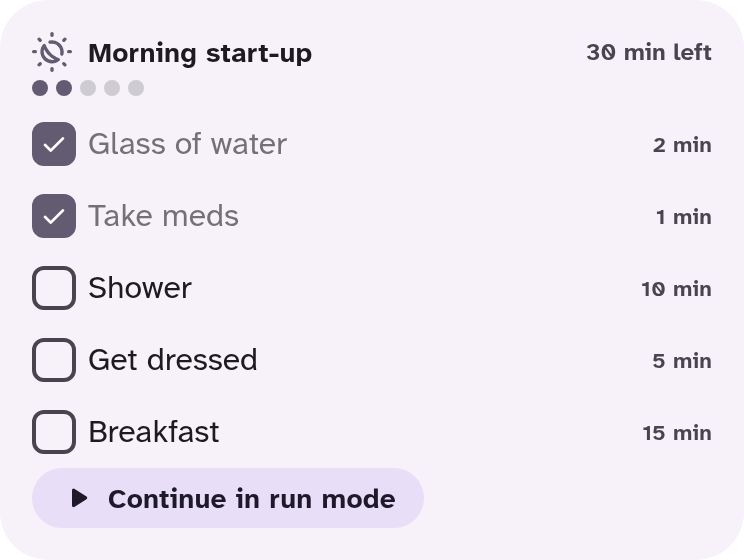 Morning start-up
30 min left
Glass of water
2 min
Take meds
1 min
Shower
10 min
Get dressed
5 min
Breakfast
15 min
Continue in run mode